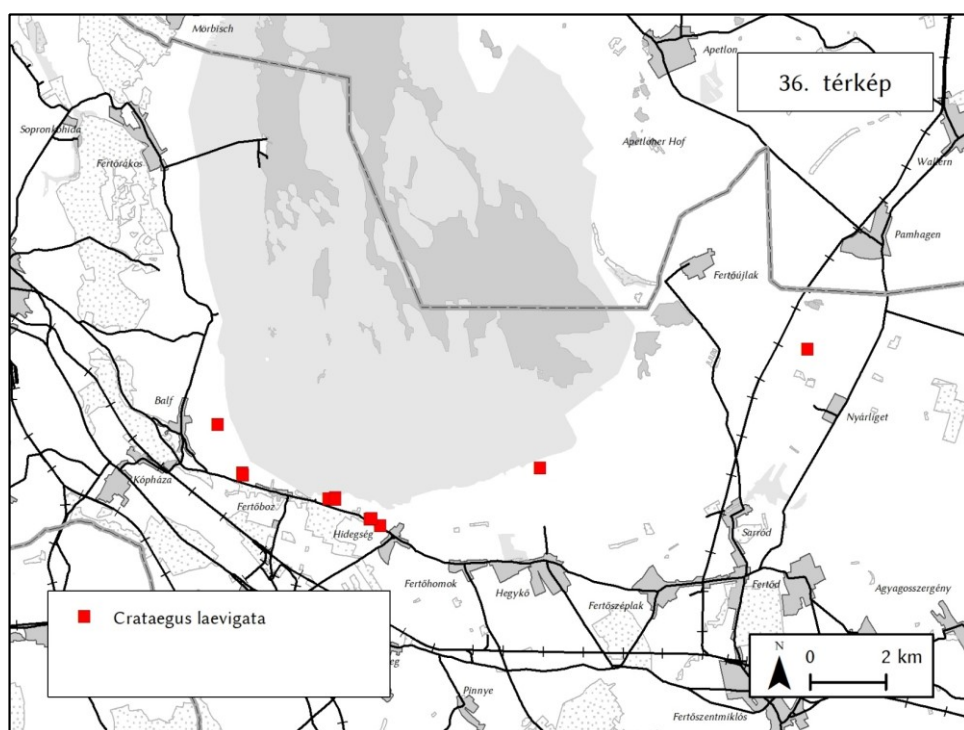 Mörbisch
Apetlon
36. térkép
Sopronkőhida
Fertőrákos
Apetloner Hof
Wallern
Pamhagen
Fertőújlak
Balf
Nyárliget
Kópháza
Fertőboz
Hidegség
Sarród
Fertőhomok
Hegykő
Fertőszéplak
Fertőd
Agyagosszergény
Crataegus laevigata
N
0 2 km
Pinnye
Fertőszentmiklós